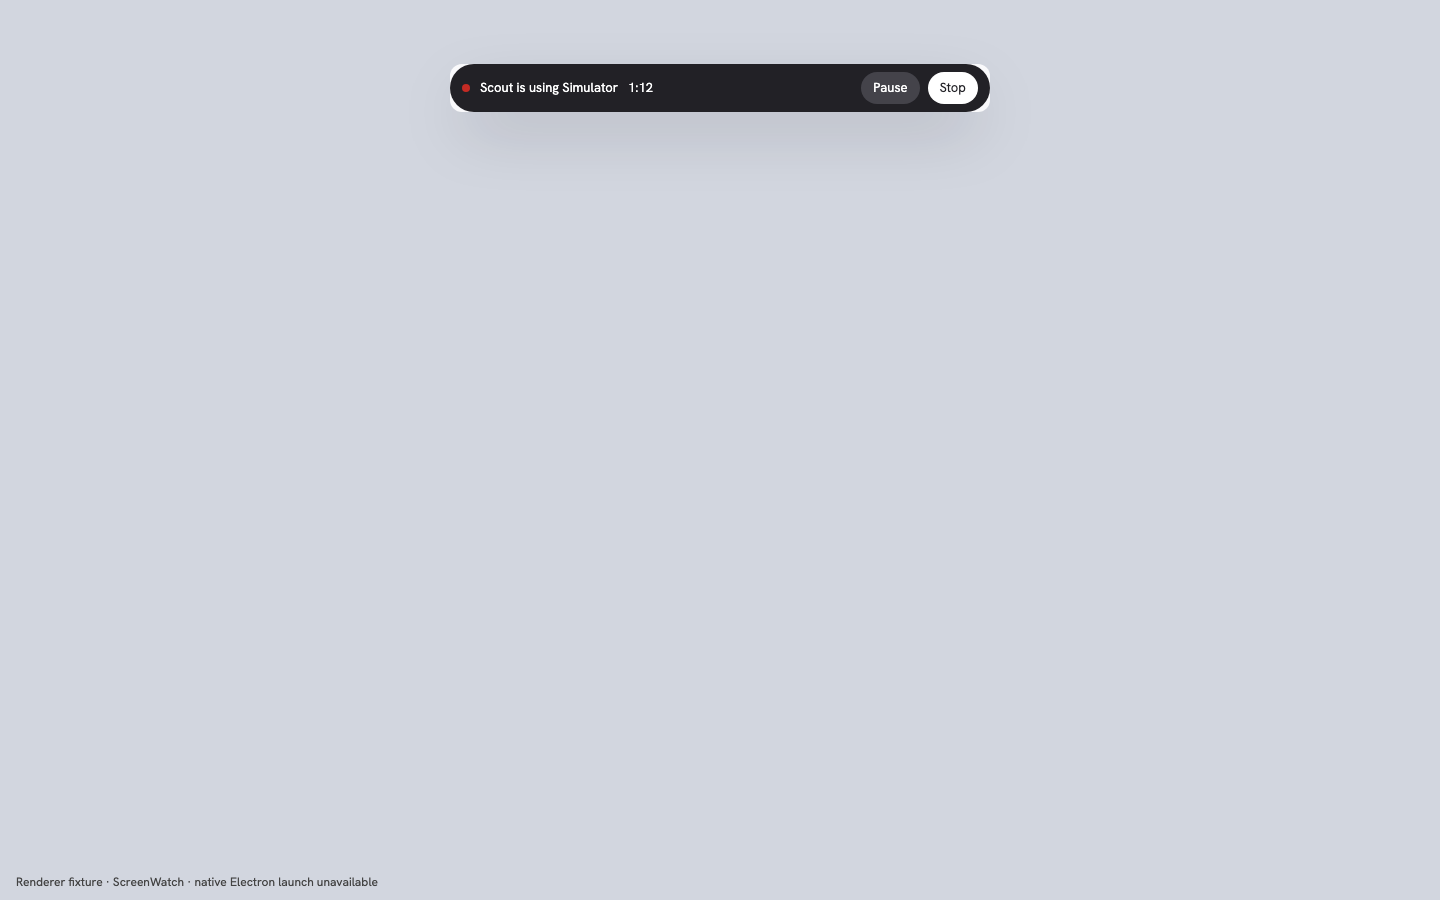 Scout is using Simulator 1:12 Pause Stop
Renderer fixture · ScreenWatch · native Electron launch unavailable